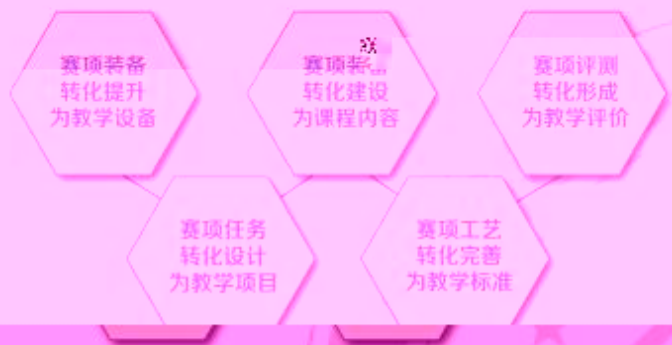 赛项装备
转化提升
为教学设备
赛项装
转化建设
为课程内容
赛项评测
转化形成
为教学评价
赛项任务
转化设计
为教学项目
赛项工艺
转化完善
为教学标准